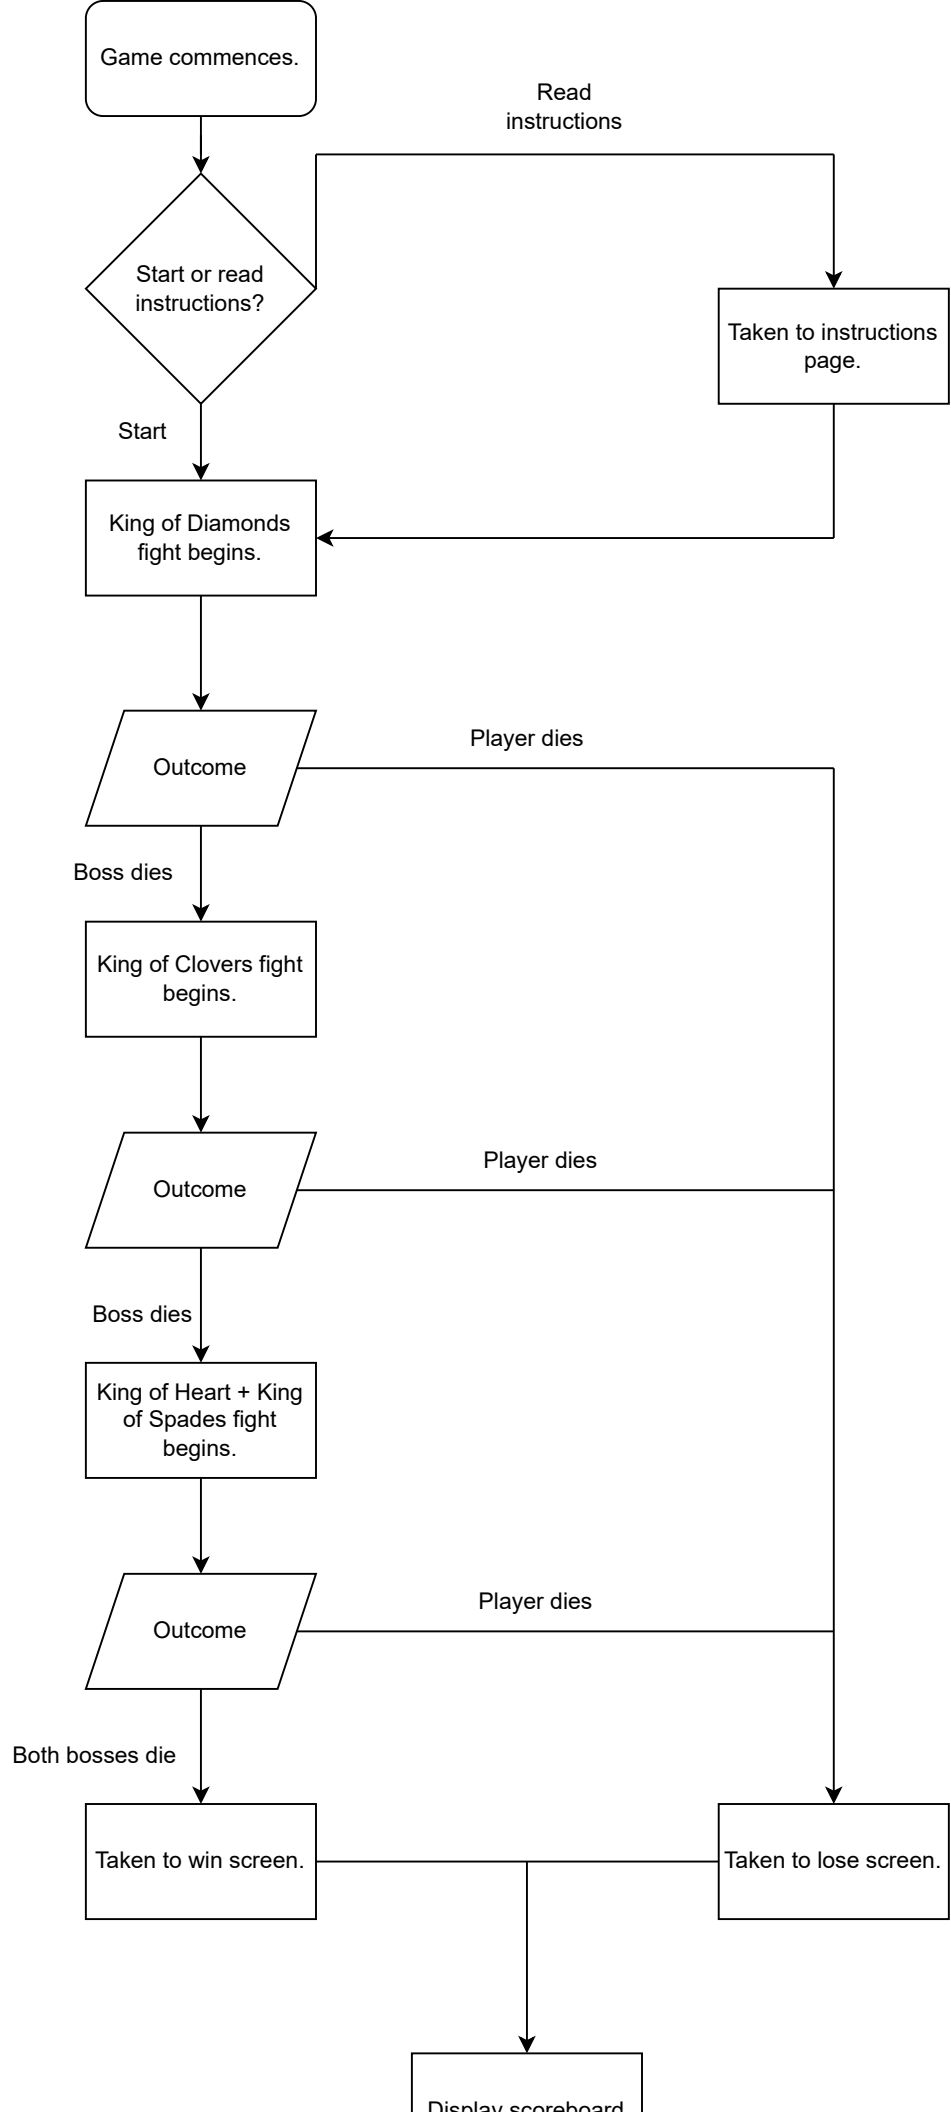 Game commences.
Read
instructions
Start or read
instructions?
Taken to instructions
page.
Start
King of Diamonds
fight begins.
Player dies
Outcome
Boss dies
King of Clovers fight
begins.
Player dies
Outcome
Boss dies
King of Heart + King
of Spades fight
begins.
Player dies
Outcome
Both bosses die
Taken to win screen.
Taken to lose screen.
Display scoreboard